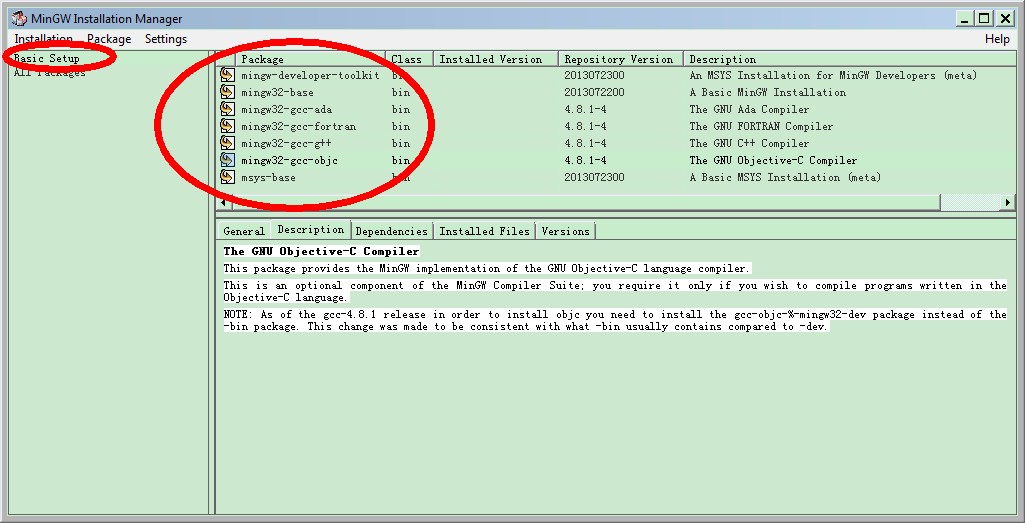 MinGW Installation Manager
Installation Package Settings Help
Basic Setup
All Packages
Package Class Installed Version Repository Version Description
mingw-developer-toolkit bin 2013072300 An MSYS Installation for MinGW Developers (meta)
mingw32-base bin 2013072200 A Basic MinGW Installation
mingw32-gcc-ada bin 4.8.1-4 The GNU Ada Compiler
mingw32-gcc-fortran bin 4.8.1-4 The GNU FORTRAN Compiler
mingw32-gcc-g++ bin 4.8.1-4 The GNU C++ Compiler
mingw32-gcc-objc bin 4.8.1-4 The GNU Objective-C Compiler
msys-base bin 2013072300 A Basic MSYS Installation (meta)
General Description Dependencies Installed Files Versions
The GNU Objective-C Compiler
This package provides the MinGW implementation of the GNU Objective-C language compiler.
This is an optional component of the MinGW Compiler Suite; you require it only if you wish to compile programs written in the
Objective-C language.
NOTE: As of the gcc-4.8.1 release in order to install objc you need to install the gcc-objc-%-mingw32-dev package instead of the
-bin package. This change was made to be consistent with what -bin usually contains compared to -dev.